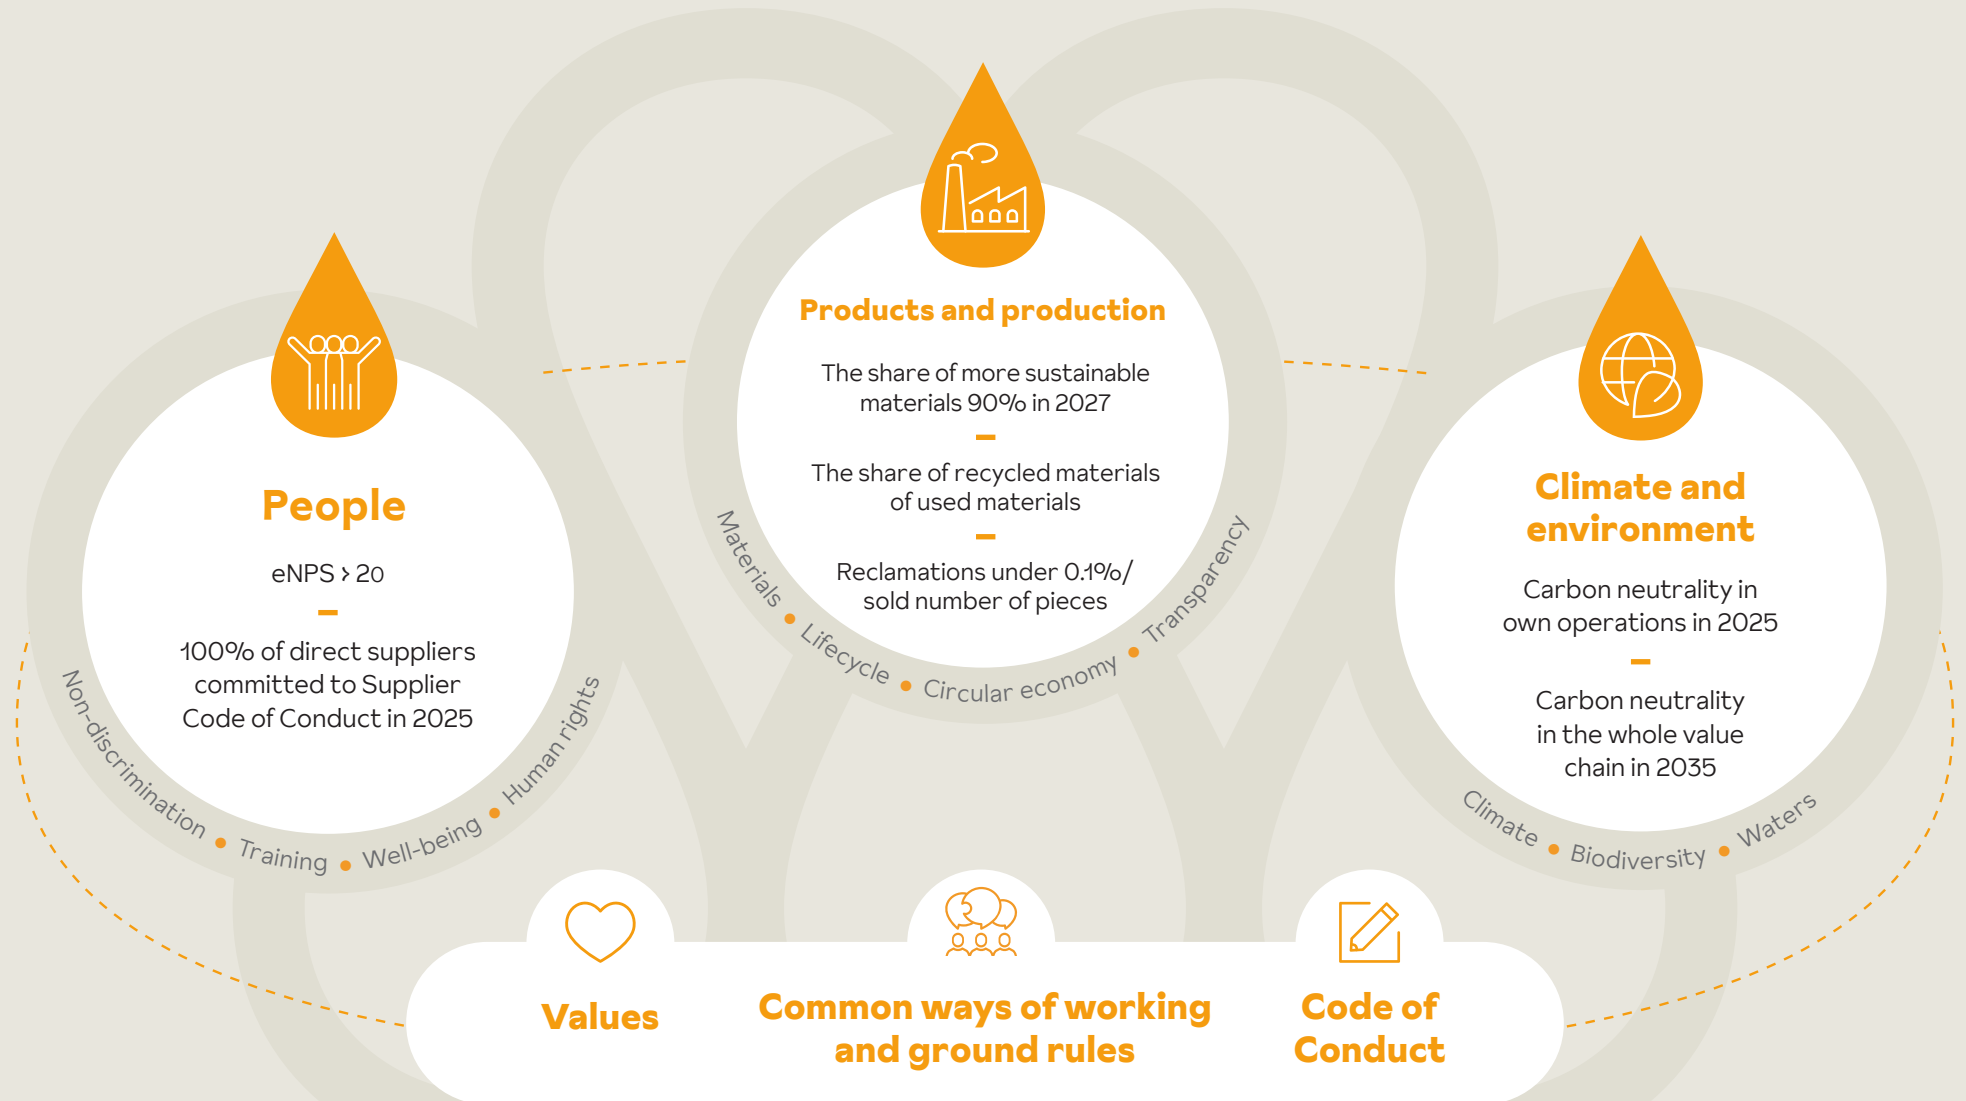 People
eNPS > 20
100% of direct suppliers
committed to Supplier
Code of Conduct in 2025
Non-discrimination • Training • Well-being • Human rights
Products and production
The share of more sustainable
materials 90% in 2027
The share of recycled materials
of used materials
Reclamations under 0.1%/
sold number of pieces
Materials • Lifecycle • Circular economy • Transparency
Climate and
environment
Carbon neutrality in
own operations in 2025
Carbon neutrality
in the whole value
chain in 2035
Climate • Biodiversity • Waters
Values
Common ways of working
and ground rules
Code of
Conduct